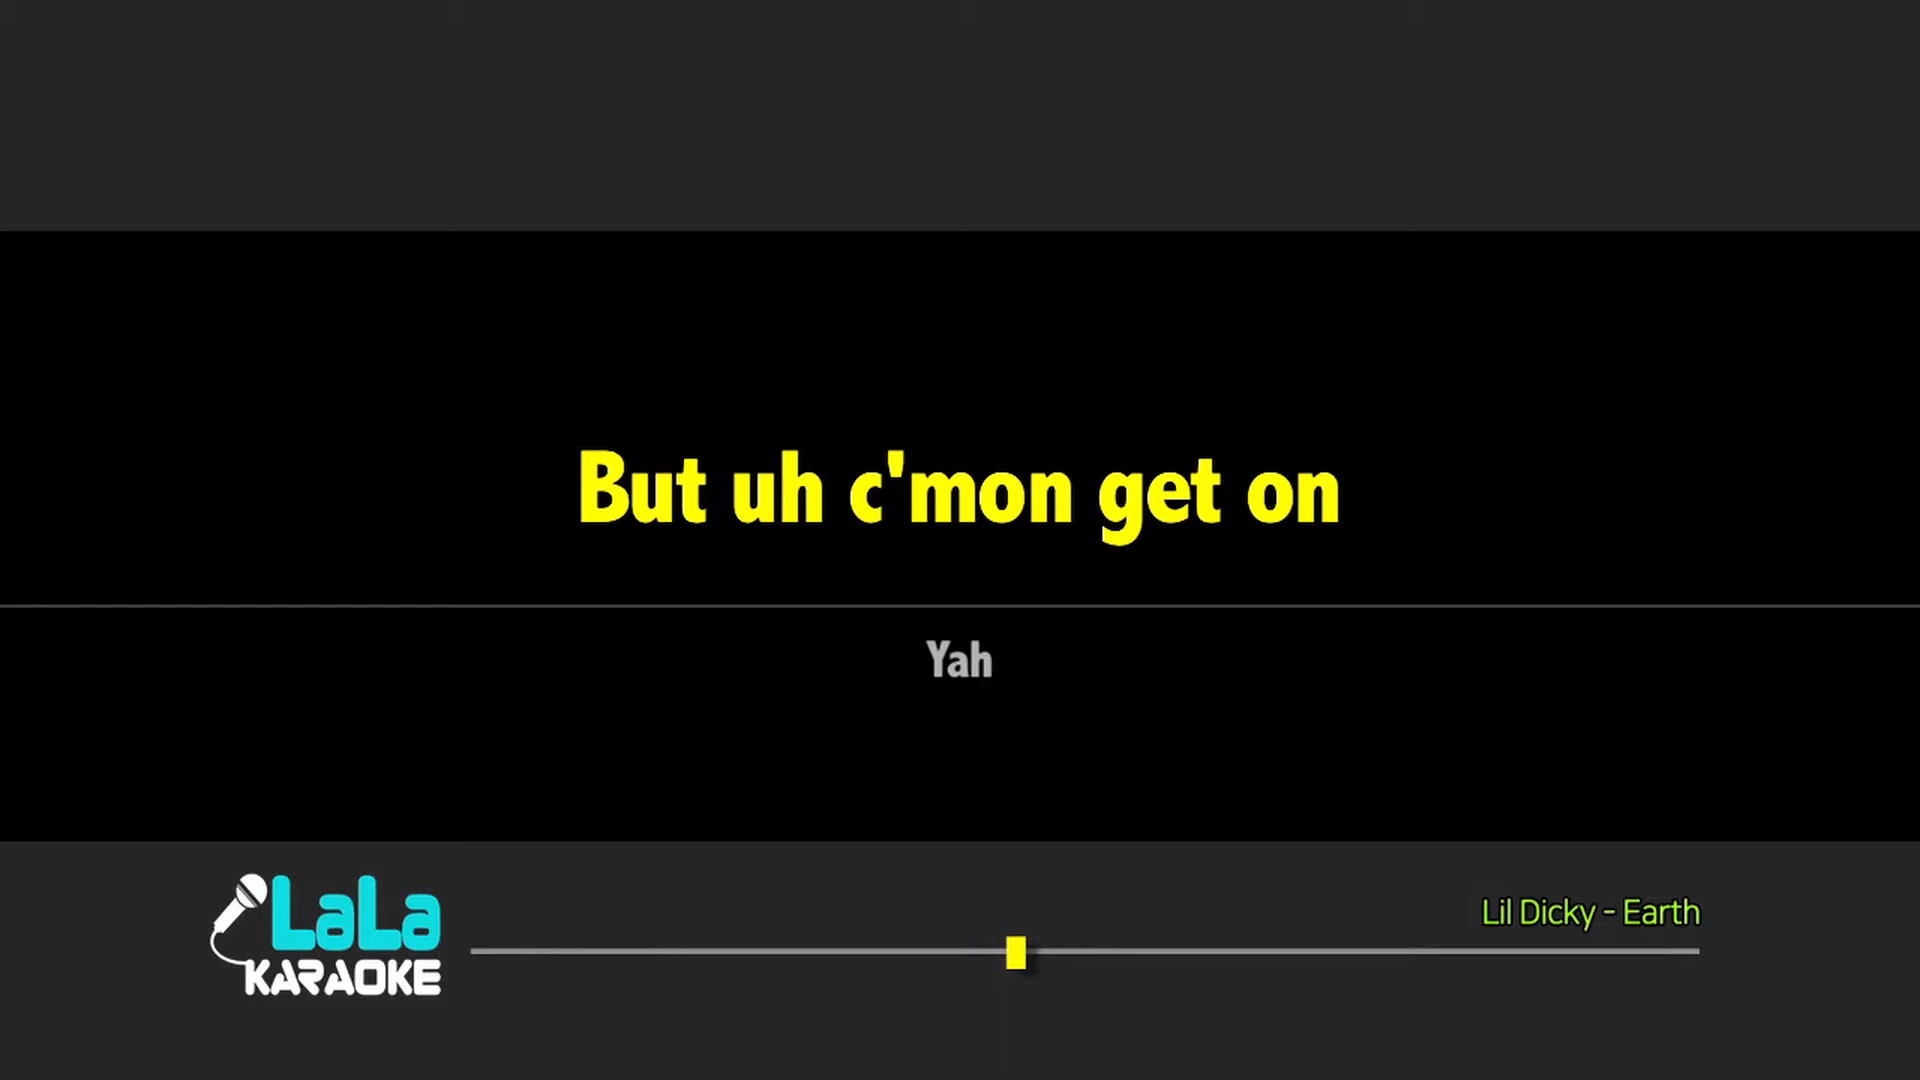 But uh c'mon get on
Yah
LaLa
KARAOKE
Lil Dicky - Earth